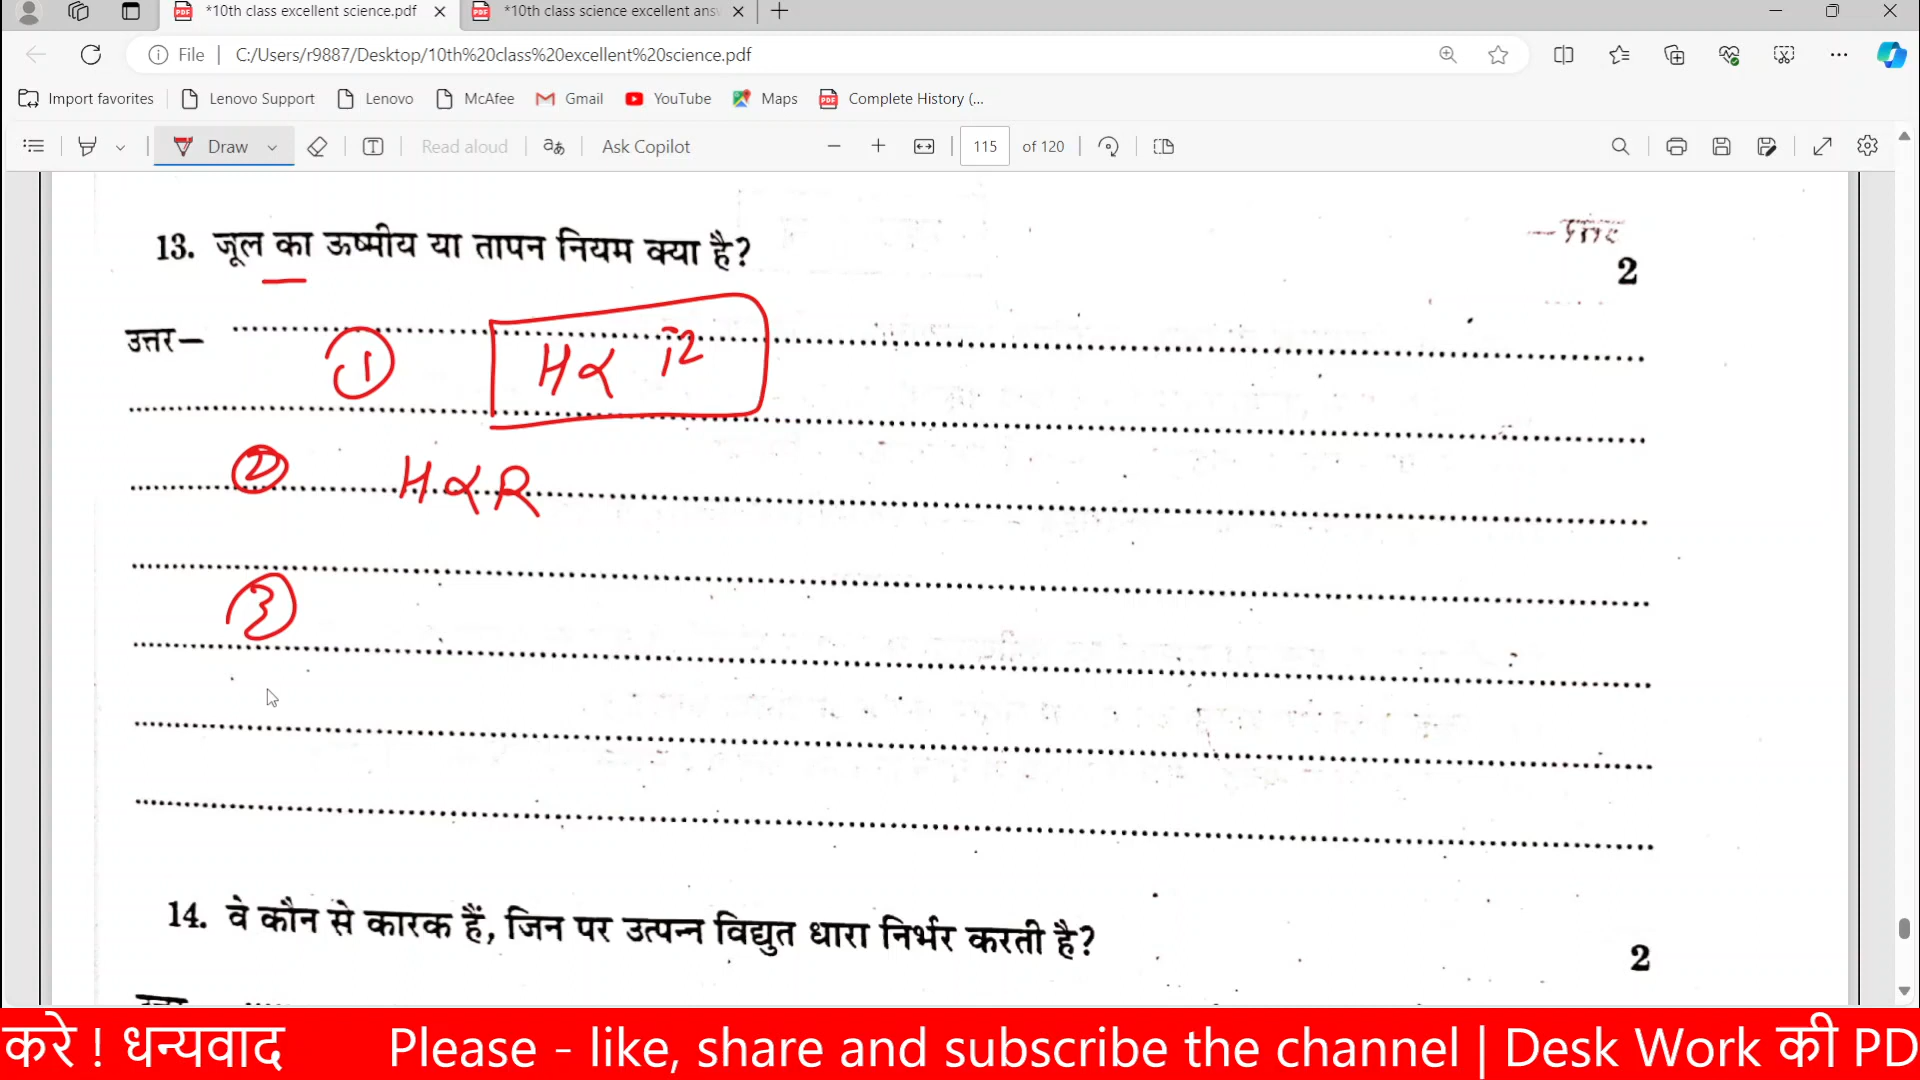 *10th class excellent science.pdf
*10th class science excellent ans
File
C:/Users/r9887/Desktop/10th%20class%20excellent%20science.pdf
Import favorites
Lenovo Support
Lenovo
McAfee
Gmail
YouTube
Maps
Complete History (...
Draw
Read aloud
Ask Copilot
115 of 120
13. जूल का ऊष्मीय या तापन नियम क्या है?
2
उत्तर—
① H∝ i2
② H∝R
③
14. वे कौन से कारक हैं, जिन पर उत्पन्न विद्युत धारा निर्भर करती है?
2
करे ! धन्यवाद Please - like, share and subscribe the channel | Desk Work की PD